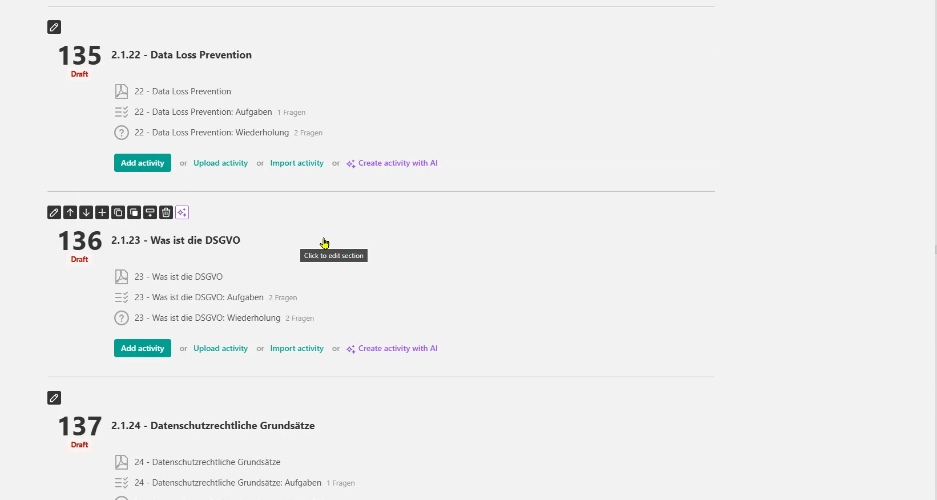 135 2.1.22 - Data Loss Prevention
Draft
22 - Data Loss Prevention
22 - Data Loss Prevention: Aufgaben 1 Fragen
22 - Data Loss Prevention: Wiederholung 2 Fragen
Add activity or Upload activity or Import activity or Create activity with AI
136 2.1.23 - Was ist die DSGVO
Draft
Click to edit section
23 - Was ist die DSGVO
23 - Was ist die DSGVO: Aufgaben 2 Fragen
23 - Was ist die DSGVO: Wiederholung 2 Fragen
Add activity or Upload activity or Import activity or Create activity with AI
137 2.1.24 - Datenschutzrechtliche Grundsätze
Draft
24 - Datenschutzrechtliche Grundsätze
24 - Datenschutzrechtliche Grundsätze: Aufgaben 1 Fragen